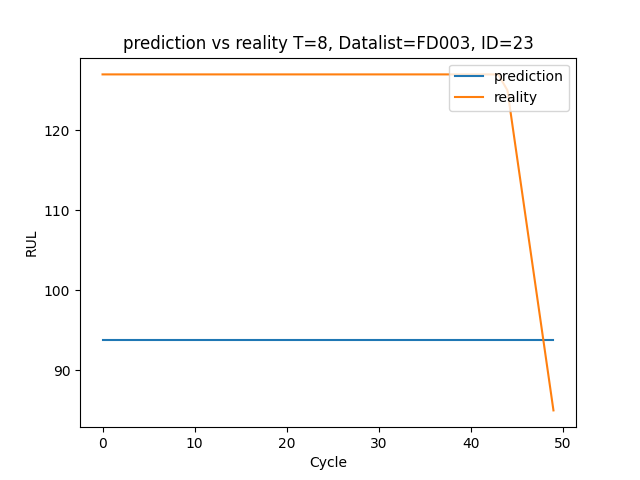 prediction vs reality T=8, Datalist=FD003, ID=23
prediction
reality
120
110
100
90
RUL
0 10 20 30 40 50
Cycle